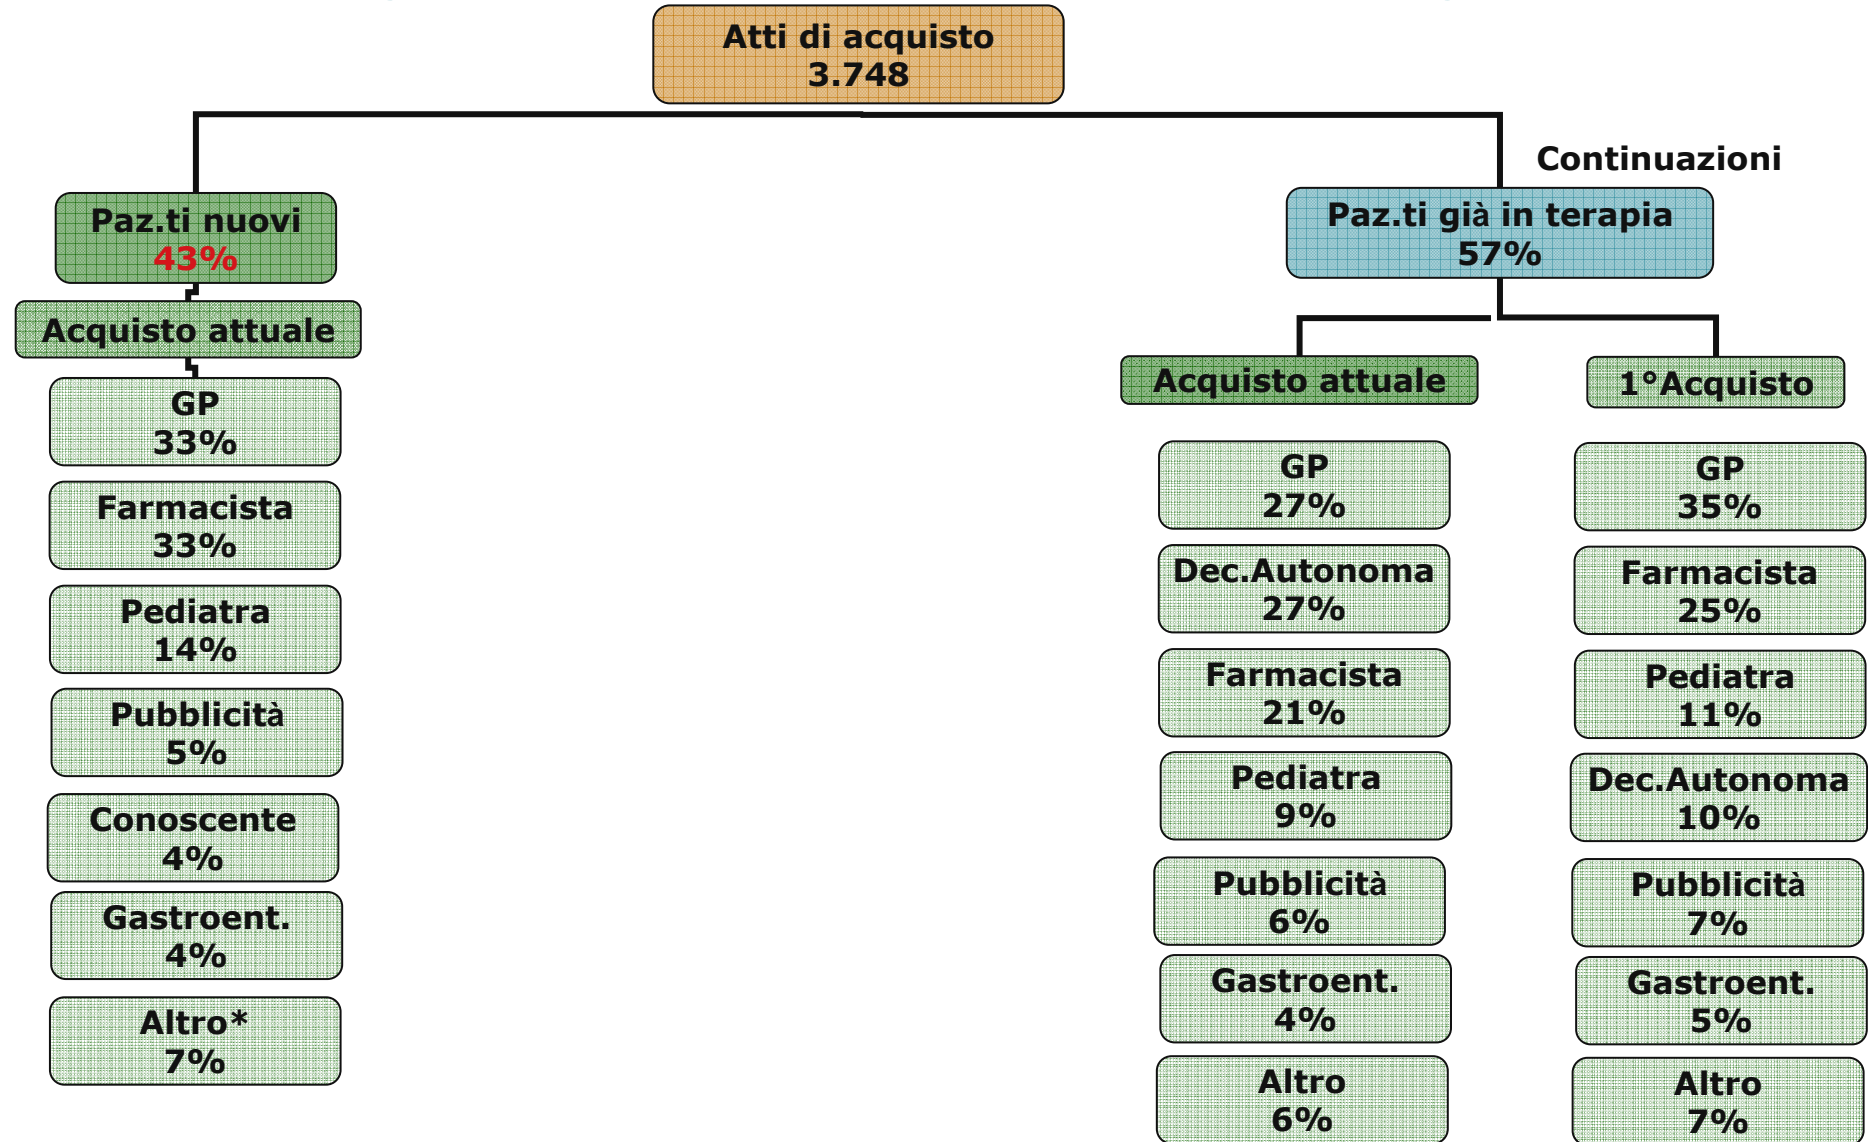 Atti di acquisto
3.748
Continuazioni
Paz.ti nuovi
43%
Acquisto attuale
GP
33%
Farmacista
33%
Pediatra
14%
Pubblicità
5%
Conoscente
4%
Gastroent.
4%
Altro*
7%
Paz.ti già in terapia
57%
Acquisto attuale
GP
27%
Dec.Autonoma
27%
Farmacista
21%
Pediatra
9%
Pubblicità
6%
Gastroent.
4%
Altro
6%
1°Acquisto
GP
35%
Farmacista
25%
Pediatra
11%
Dec.Autonoma
10%
Pubblicità
7%
Gastroent.
5%
Altro
7%